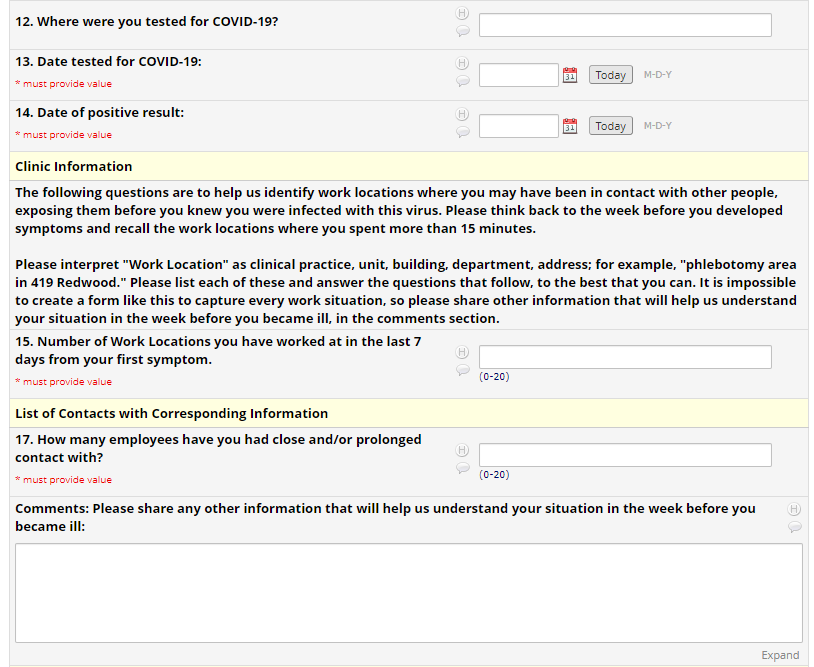 12. Where were you tested for COVID-19?
H
13. Date tested for COVID-19:
* must provide value
H
31
Today
M-D-Y
14. Date of positive result:
* must provide value
H
31
Today
M-D-Y
Clinic Information
The following questions are to help us identify work locations where you may have been in contact with other people,
exposing them before you knew you were infected with this virus. Please think back to the week before you developed
symptoms and recall the work locations where you spent more than 15 minutes.
Please interpret "Work Location" as clinical practice, unit, building, department, address; for example, "phlebotomy area
in 419 Redwood." Please list each of these and answer the questions that follow, to the best that you can. It is impossible
to create a form like this to capture every work situation, so please share other information that will help us understand
your situation in the week before you became ill, in the comments section.
15. Number of Work Locations you have worked at in the last 7
days from your first symptom.
* must provide value
H
(0-20)
List of Contacts with Corresponding Information
17. How many employees have you had close and/or prolonged
contact with?
* must provide value
H
(0-20)
Comments: Please share any other information that will help us understand your situation in the week before you
became ill:
H
Expand